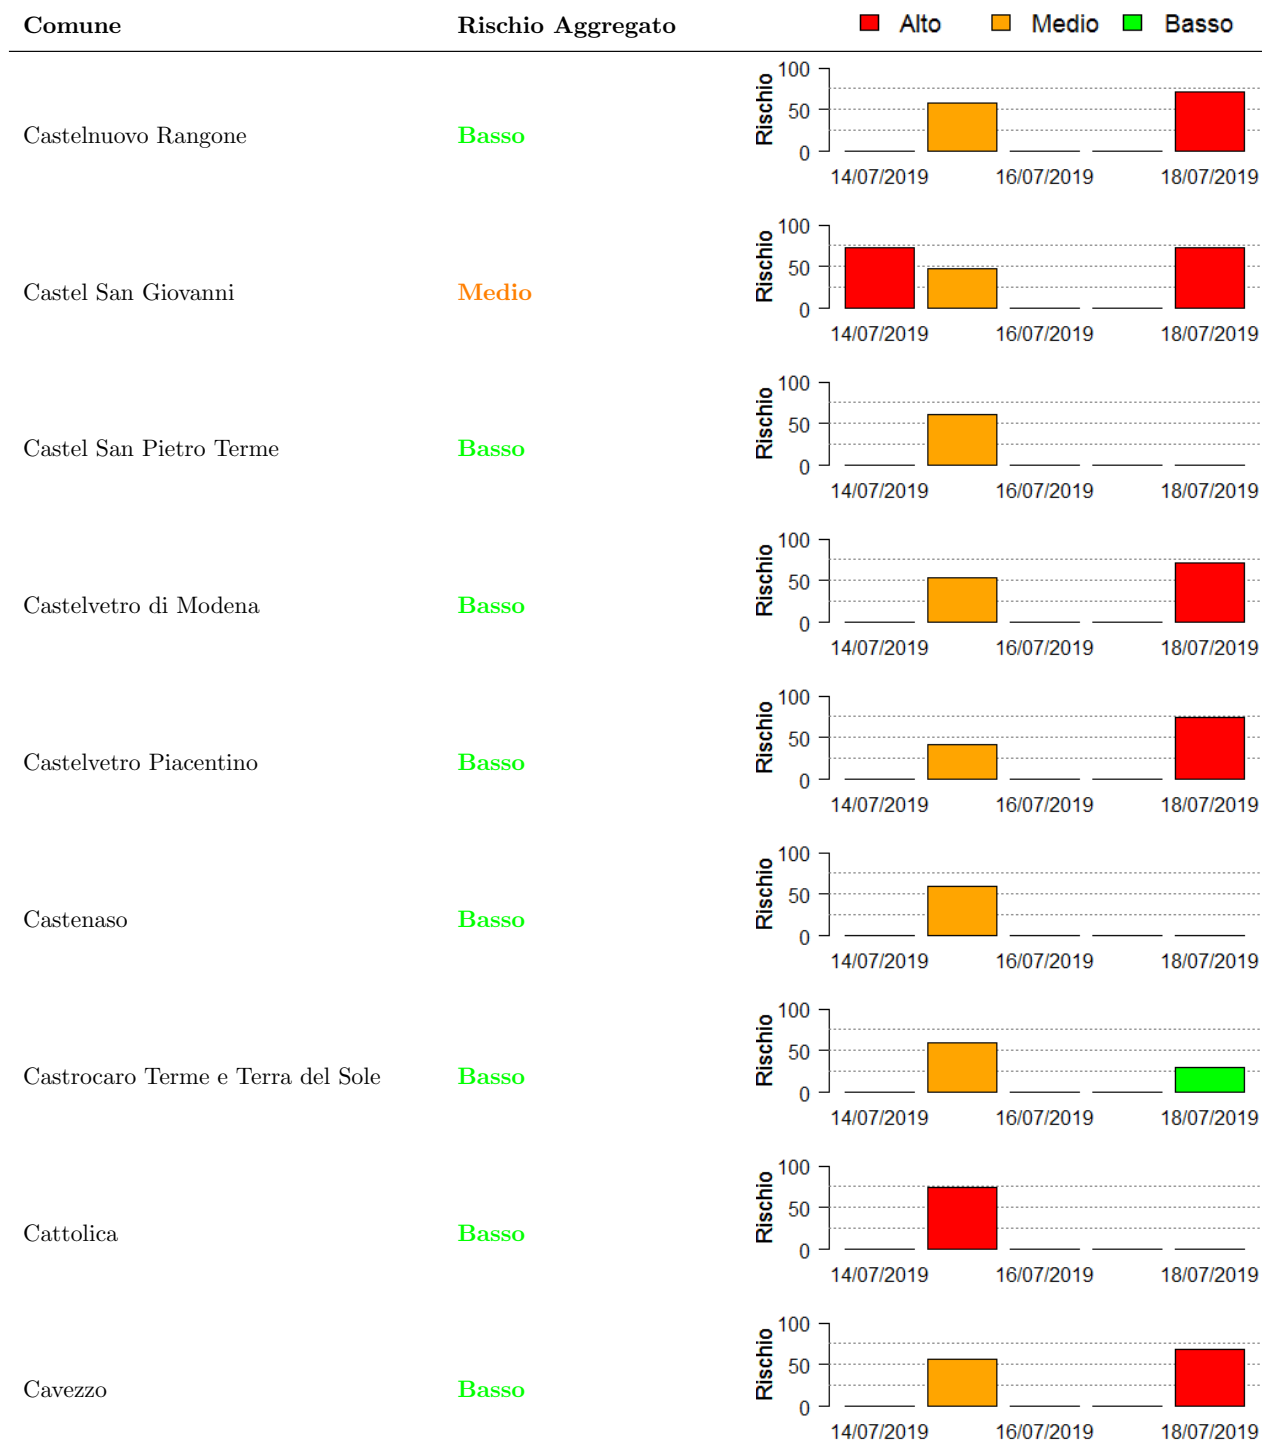 Comune Rischio Aggregato Alto Medio Basso
Castelnuovo Rangone Basso
Rischio
100
50
0
14/07/2019 16/07/2019 18/07/2019
Castel San Giovanni Medio
Rischio
100
50
0
14/07/2019 16/07/2019 18/07/2019
Castel San Pietro Terme Basso
Rischio
100
50
0
14/07/2019 16/07/2019 18/07/2019
Castelvetro di Modena Basso
Rischio
100
50
0
14/07/2019 16/07/2019 18/07/2019
Castelvetro Piacentino Basso
Rischio
100
50
0
14/07/2019 16/07/2019 18/07/2019
Castenaso Basso
Rischio
100
50
0
14/07/2019 16/07/2019 18/07/2019
Castrocaro Terme e Terra del Sole Basso
Rischio
100
50
0
14/07/2019 16/07/2019 18/07/2019
Cattolica Basso
Rischio
100
50
0
14/07/2019 16/07/2019 18/07/2019
Cavezzo Basso
Rischio
100
50
0
14/07/2019 16/07/2019 18/07/2019